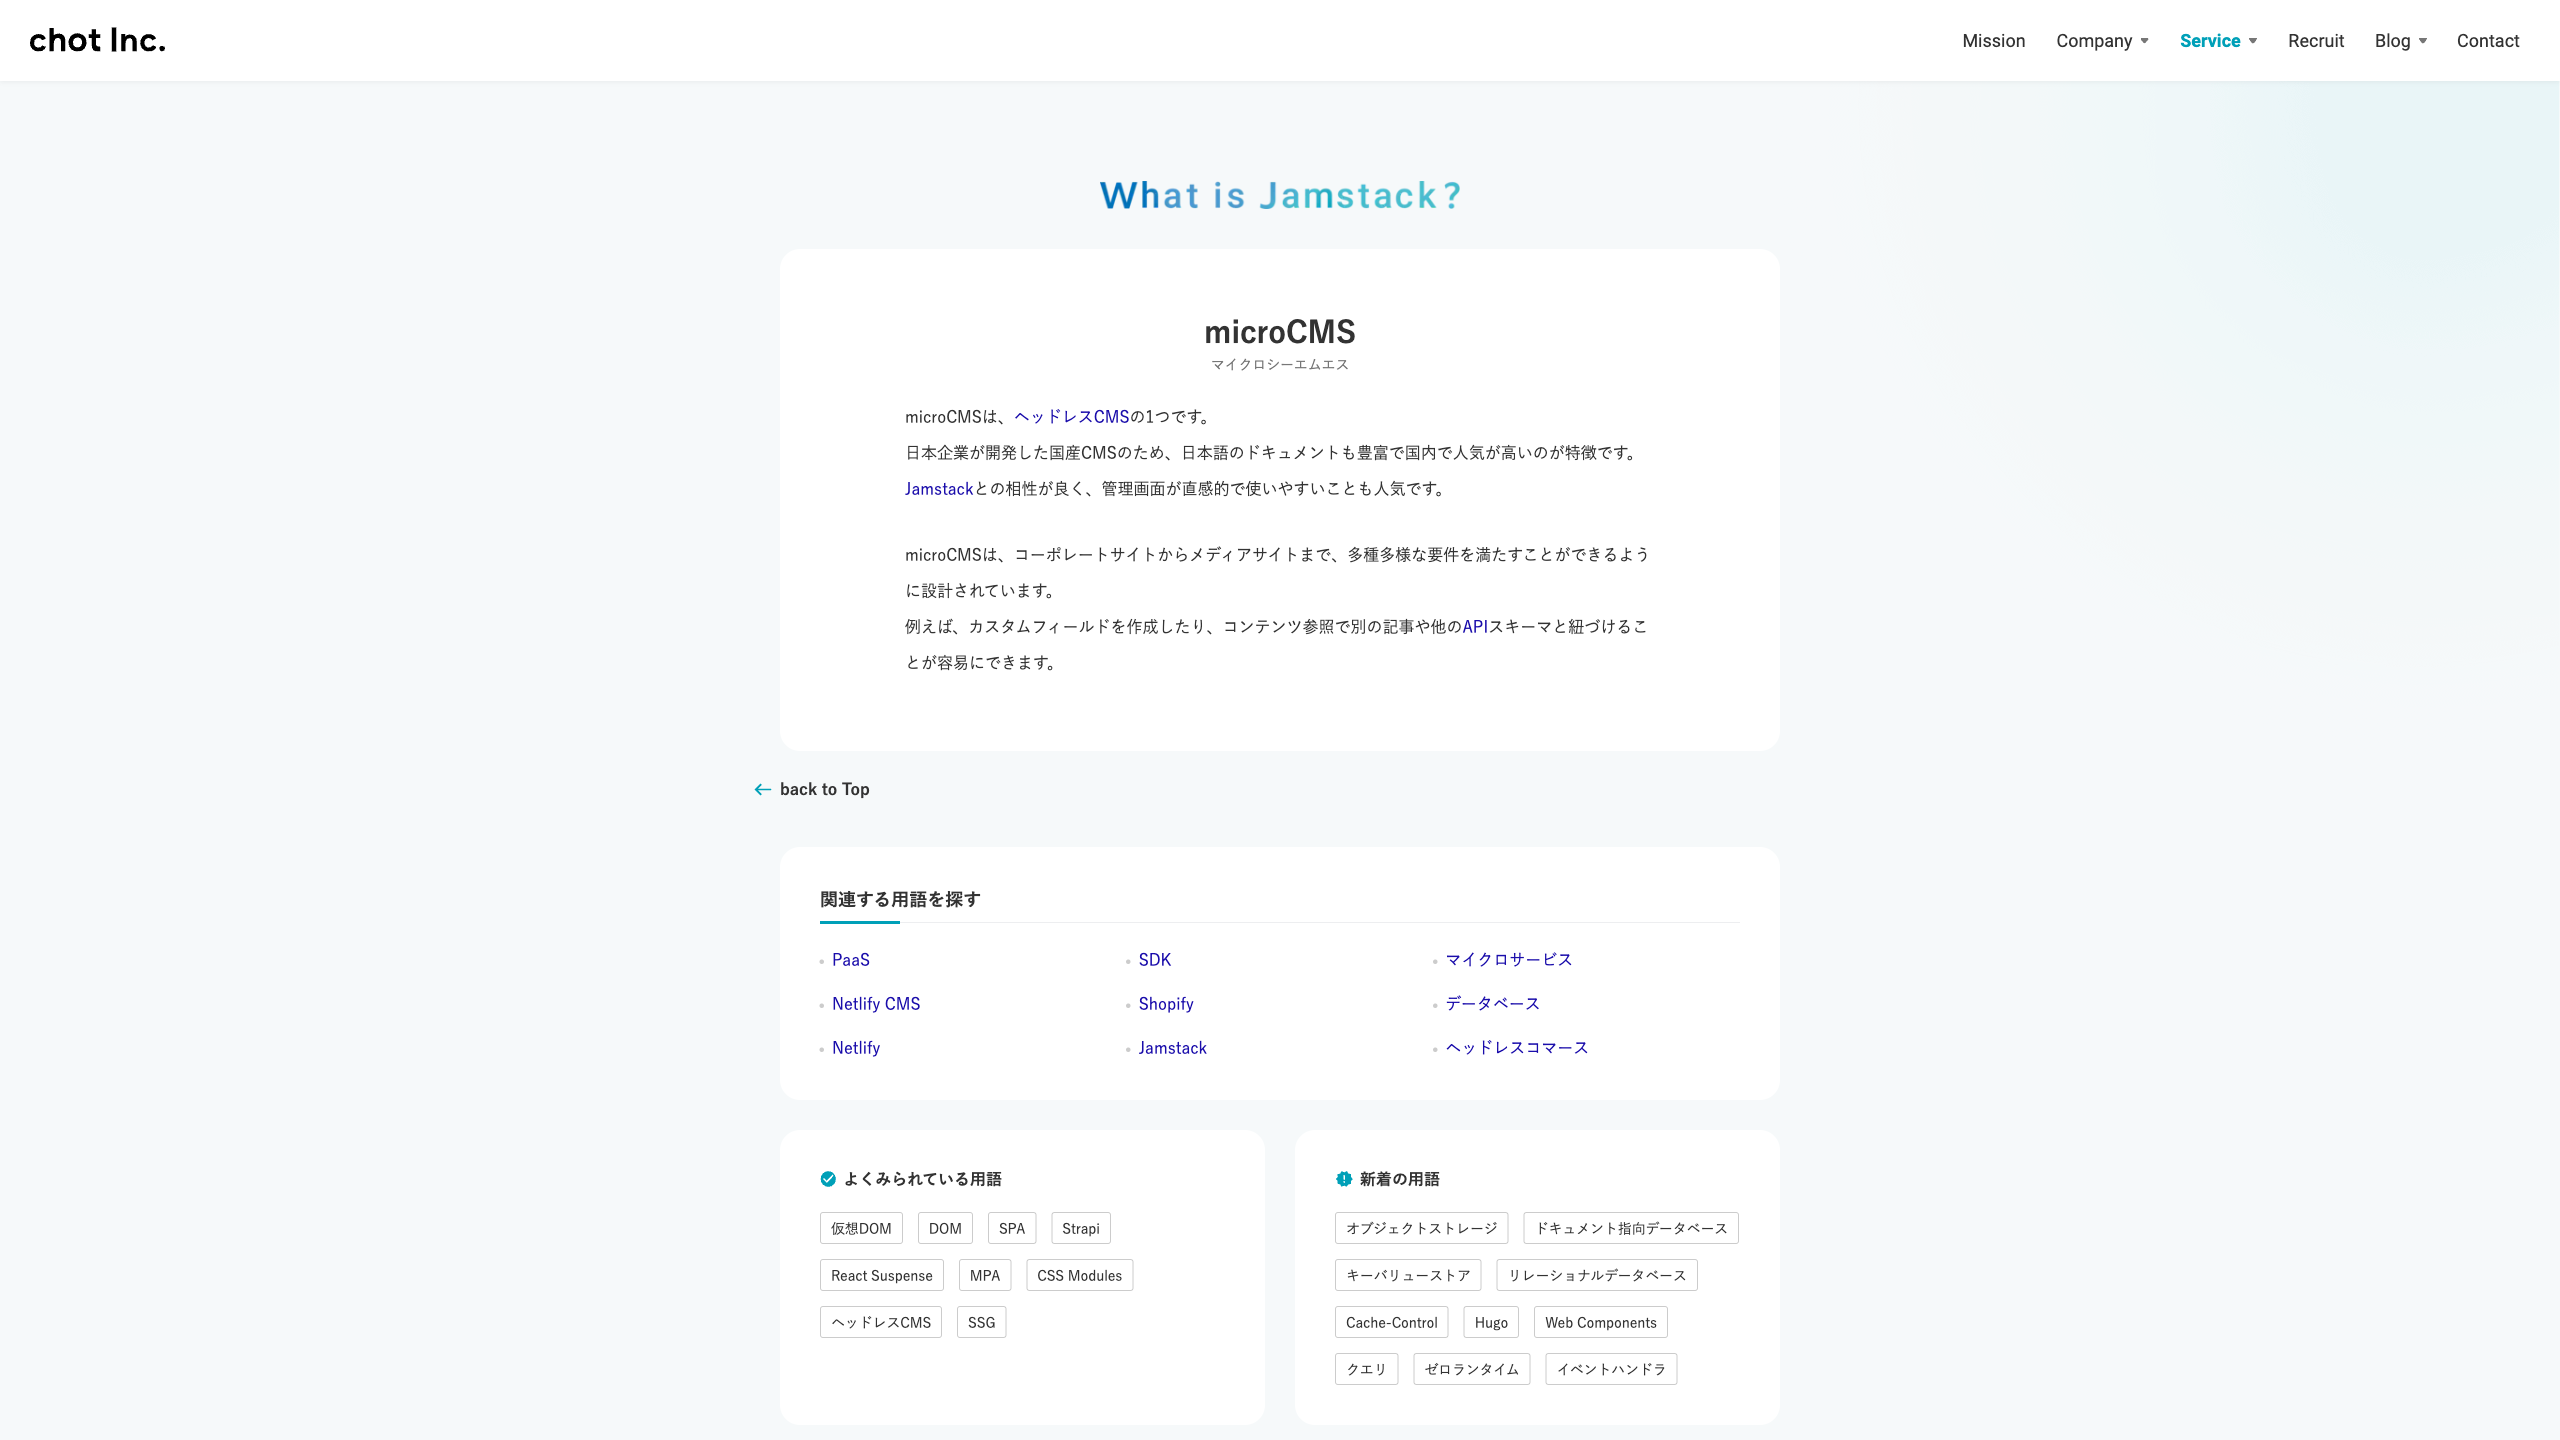 chot Inc.
Mission Company Service Recruit Blog Contact
What is Jamstack?
microCMS
マイクロシーエムエス
microCMSは、ヘッドレスCMSの1つです。
日本企業が開発した国産CMSのため、日本語のドキュメントも豊富で国内で人気が高いのが特徴です。
Jamstackとの相性が良く、管理画面が直感的で使いやすいことも人気です。
microCMSは、コーポレートサイトからメディアサイトまで、多種多様な要件を満たすことができるよう
に設計されています。
例えば、カスタムフィールドを作成したり、コンテンツ参照で別の記事や他のAPIスキーマと紐づけるこ
とが容易にできます。
back to Top
関連する用語を探す
PaaS SDK マイクロサービス
Netlify CMS Shopify データベース
Netlify Jamstack ヘッドレスコマース
よくみられている用語
仮想DOM DOM SPA Strapi
React Suspense MPA CSS Modules
ヘッドレスCMS SSG
新着の用語
オブジェクトストレージ ドキュメント指向データベース
キーバリューストア リレーショナルデータベース
Cache-Control Hugo Web Components
クエリ ゼロランタイム イベントハンドラ